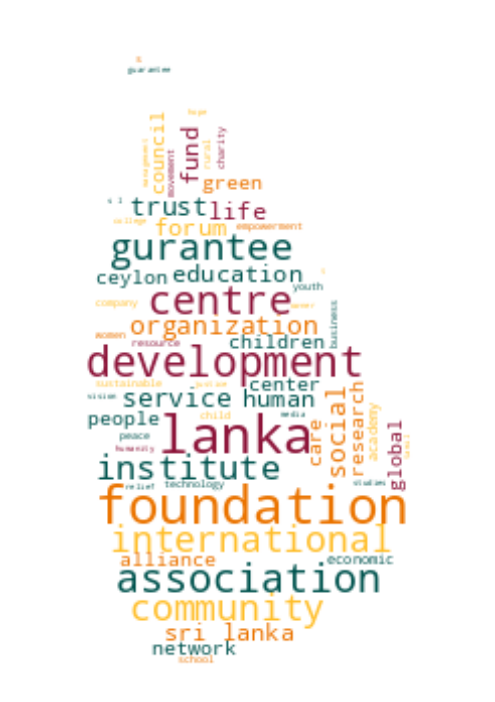 guarantee
hope
council
fund
charity
rural
movement
management
green
trust
life
college
forum
empowerment
gurantee
ceylon
education
youth
centre
company
owner
organization
business
women
resource
children
development
sustainable
center
vision
service
human
people
child
media
lanka
peace
humanity
care
social
research
academy
global
institute
relief
technology
studies
foundation
international
alliance
economic
association
community
sri lanka
network
school